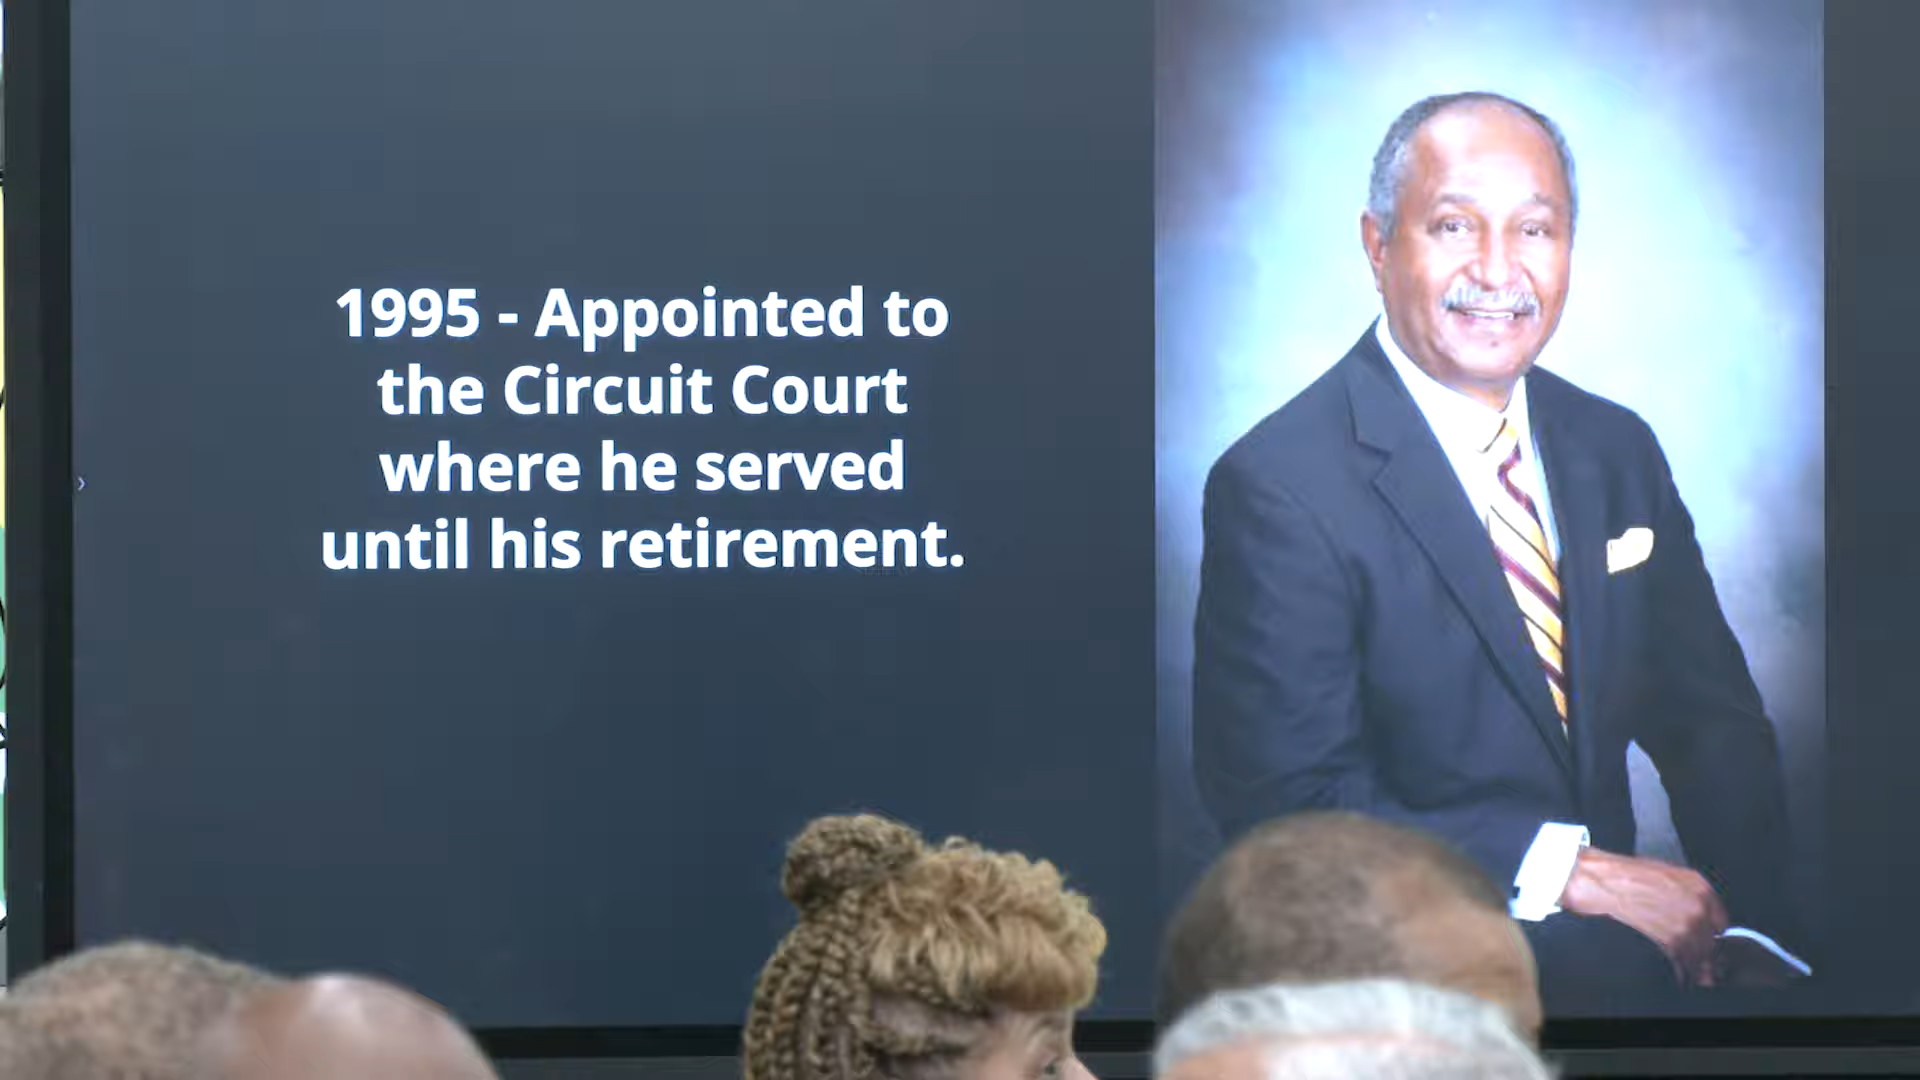 1995 - Appointed to
the Circuit Court
where he served
until his retirement.